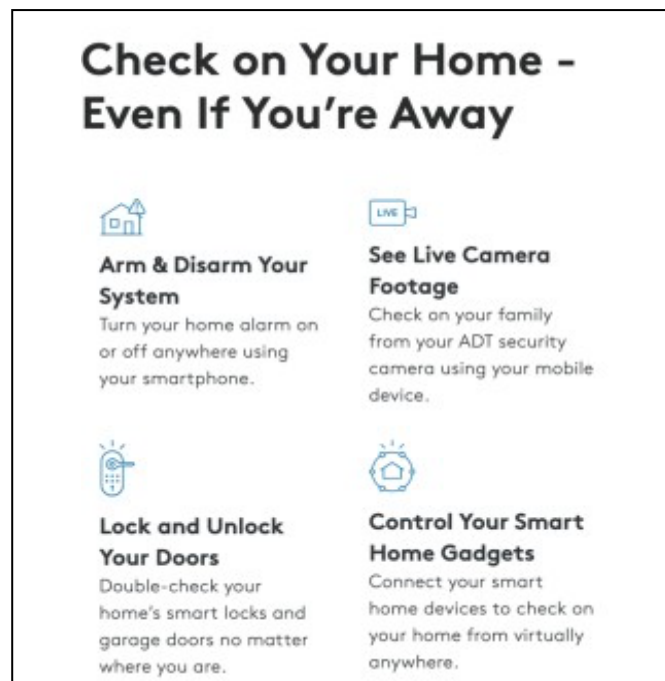 Check on Your Home -
Even If You're Away
Arm & Disarm Your
System
Turn your home alarm on
or off anywhere using
your smartphone.
LIVE
See Live Camera
Footage
Check on your family
from your ADT security
camera using your mobile
device.
Lock and Unlock
Your Doors
Double-check your
home's smart locks and
garage doors no matter
where you are.
Control Your Smart
Home Gadgets
Connect your smart
home devices to check on
your home from virtually
anywhere.